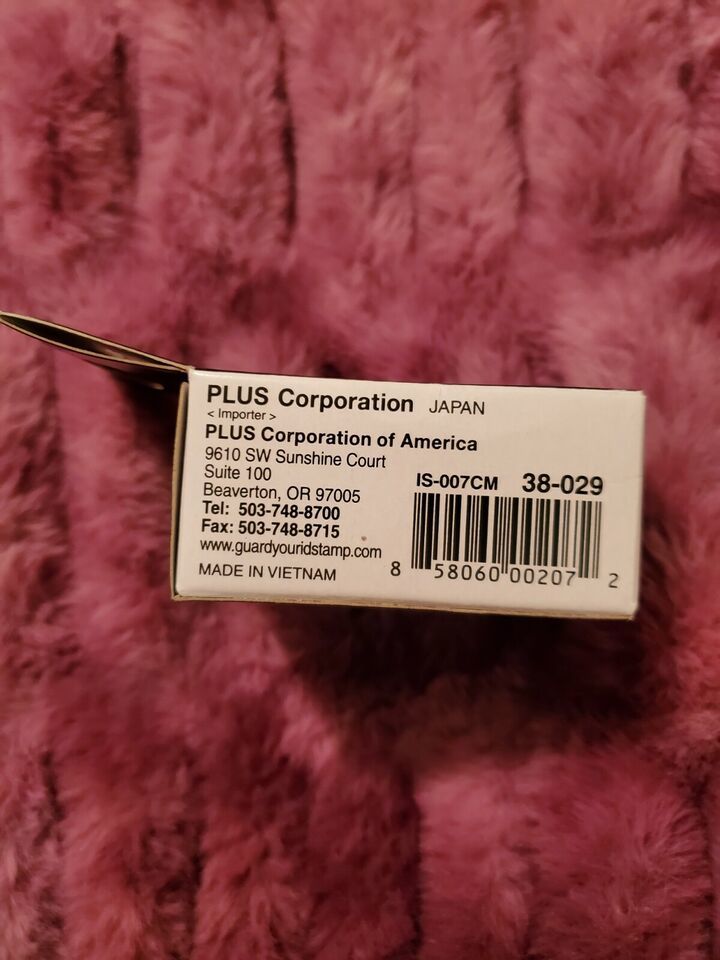 PLUS Corporation JAPAN
< Importer >
PLUS Corporation of America
9610 SW Sunshine Court
Suite 100
Beaverton, OR 97005
Tel: 503-748-8700
Fax: 503-748-8715
www.guardyouridstamp.com
MADE IN VIETNAM
IS-007CM 38-029
8 58060 00207 2